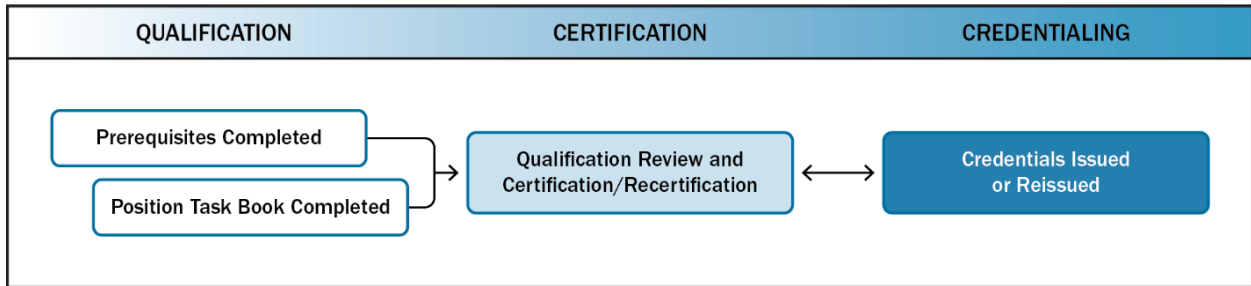 QUALIFICATION
CERTIFICATION
CREDENTIALING
Prerequisites Completed
Position Task Book Completed
Qualification Review and
Certification/Recertification
Credentials Issued
or Reissued